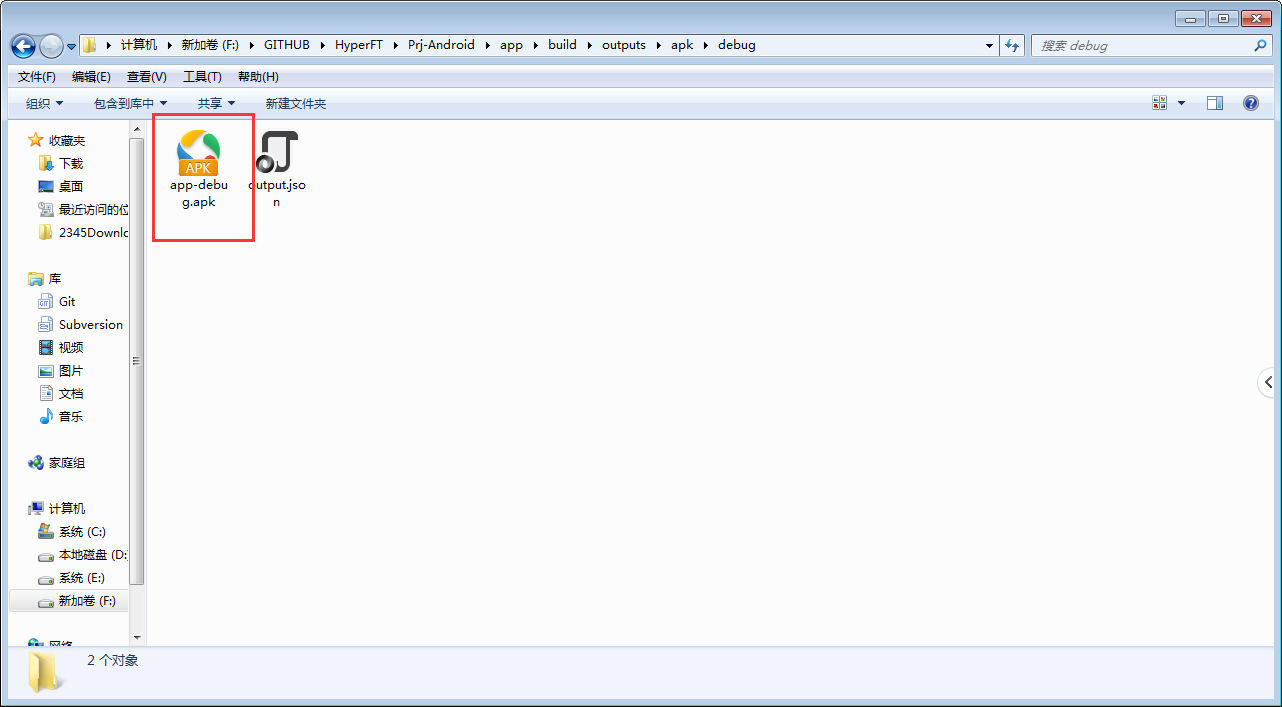 计算机 新加卷 (F:) GITHUB HyperFT Prj-Android app build outputs apk debug
搜索 debug
文件(F) 编辑(E) 查看(V) 工具(T) 帮助(H)
组织 包含到库中 共享 新建文件夹
收藏夹
下载
桌面
最近访问的位
2345Downlo
库
Git
Subversion
视频
图片
文档
音乐
家庭组
计算机
系统 (C:)
本地磁盘 (D:)
系统 (E:)
新加卷 (F:)
网络
APK
app-debu
g.apk
output.jso
n
2 个对象